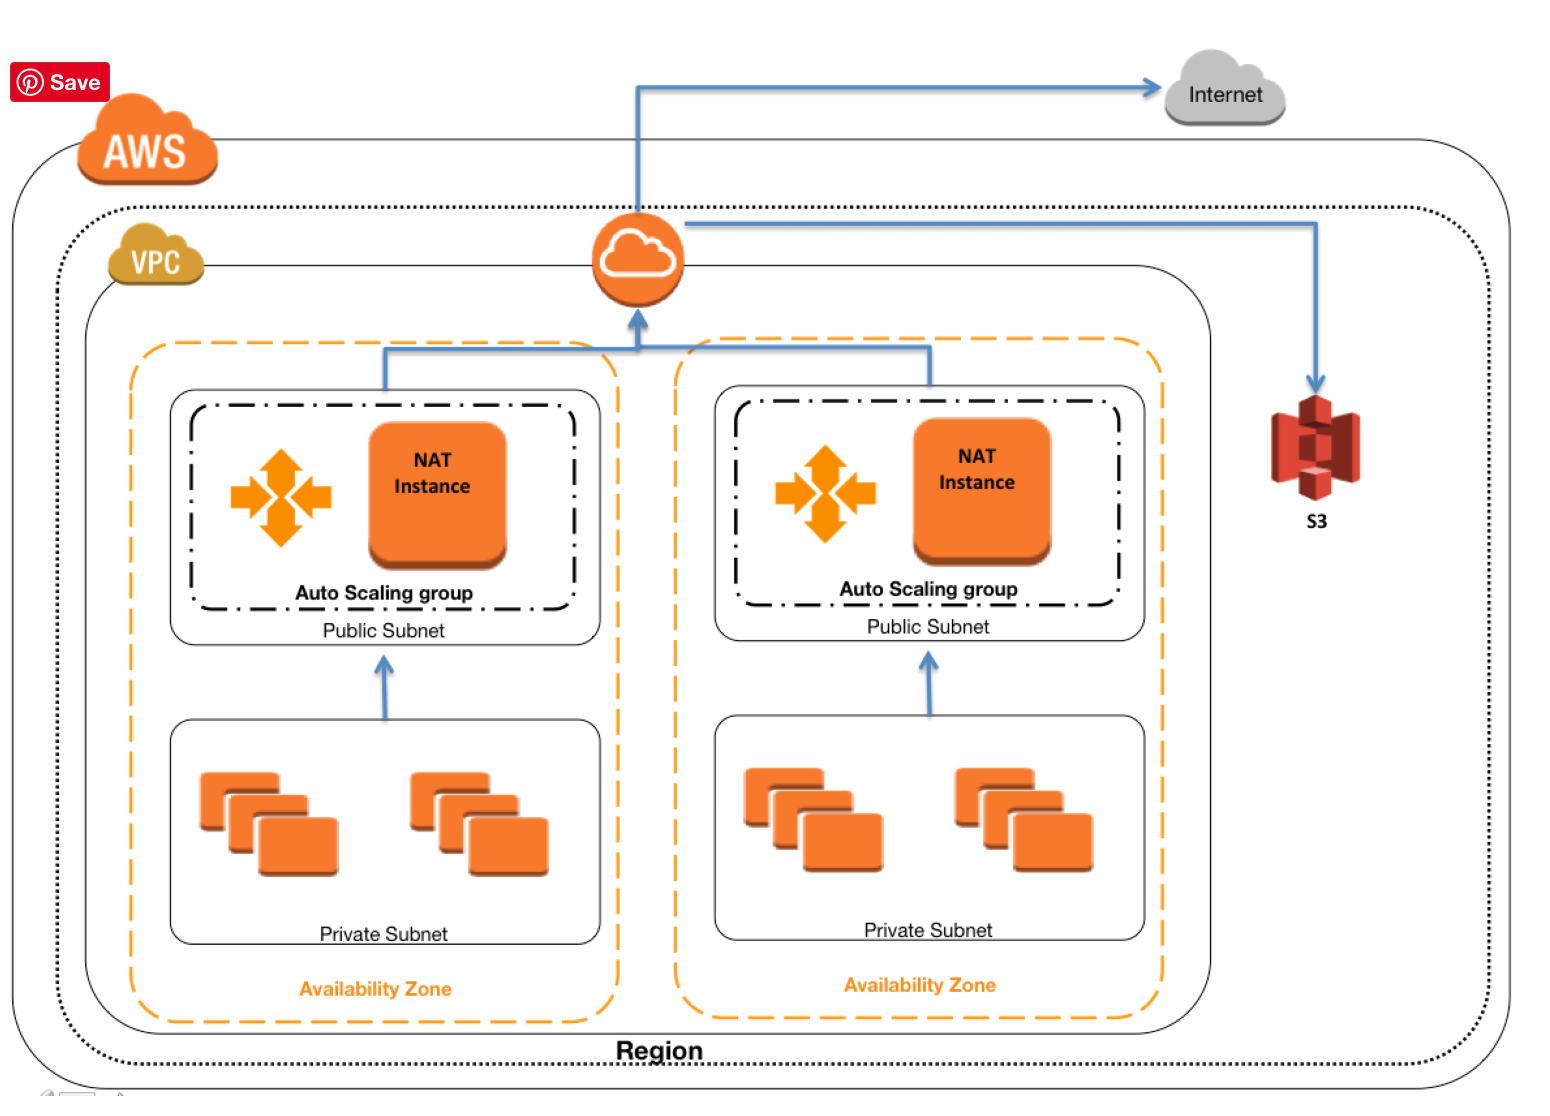 Save
Internet
AWS
VPC
NAT
Instance
Auto Scaling group
Public Subnet
NAT
Instance
Auto Scaling group
Public Subnet
S3
Private Subnet
Private Subnet
Availability Zone
Availability Zone
Region